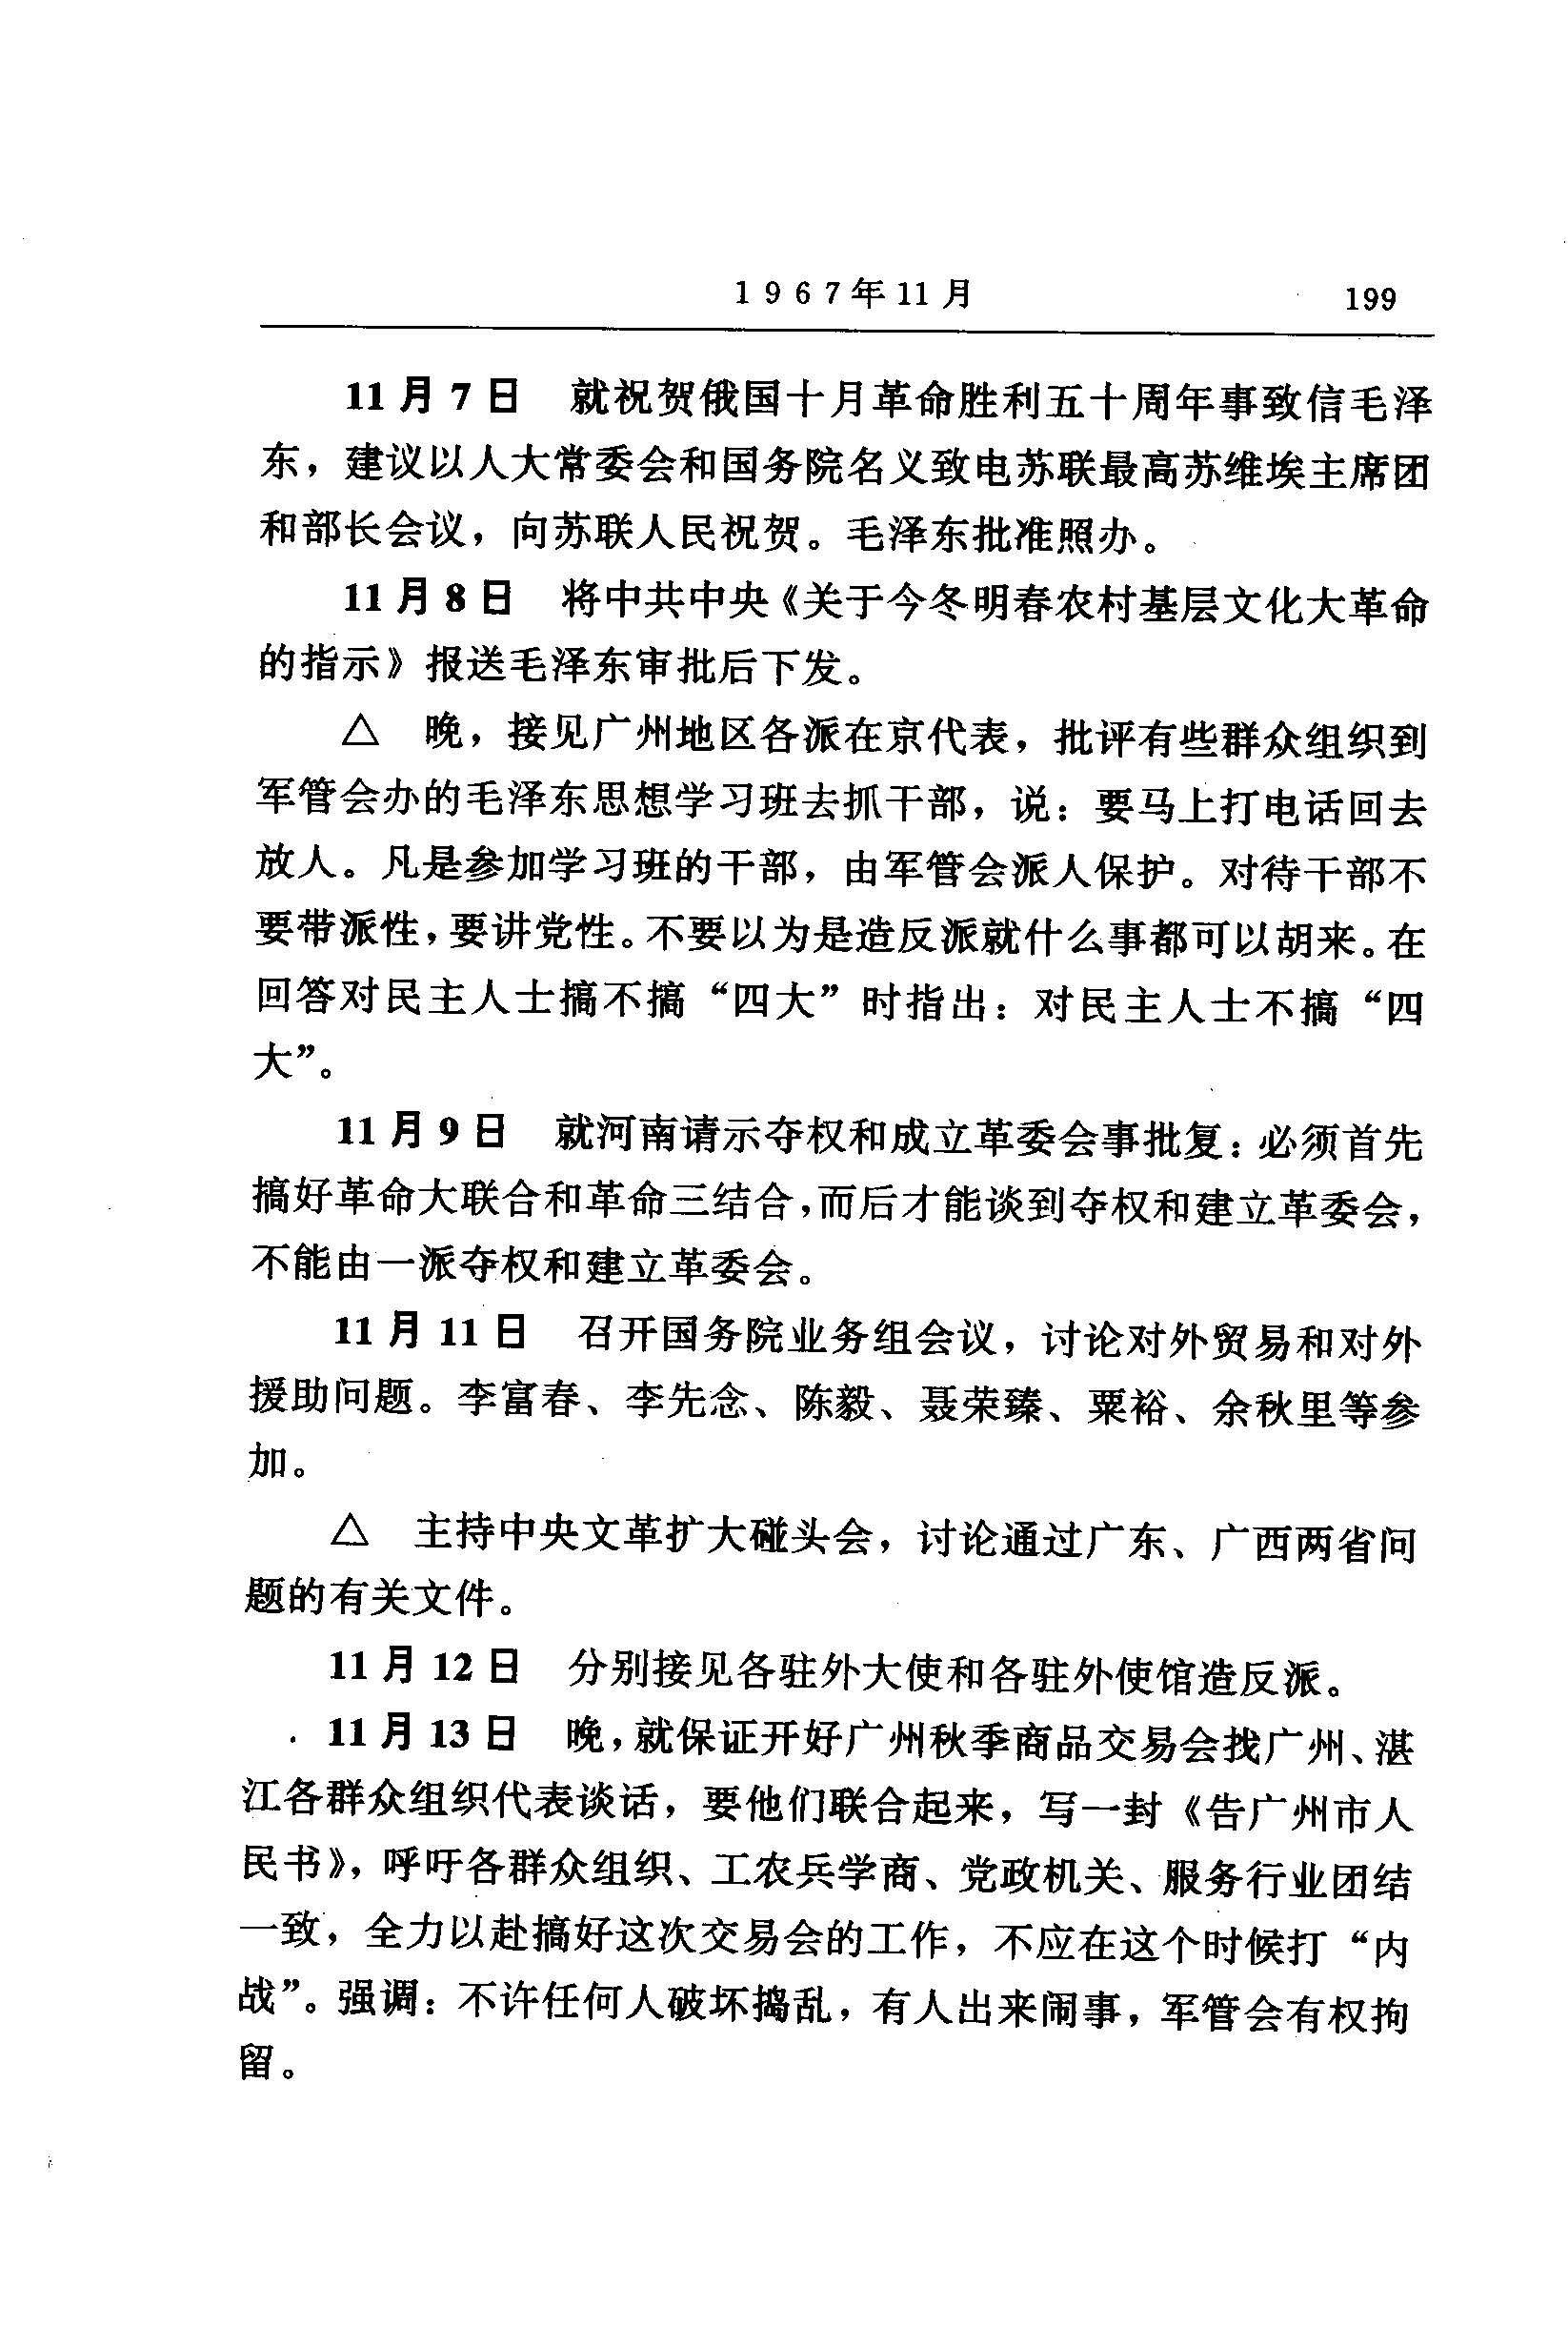 1967年11月 199
11月7日 就祝贺俄国十月革命胜利五十周年事致信毛泽
东，建议以人大常委会和国务院名义致电苏联最高苏维埃主席团
和部长会议，向苏联人民祝贺。毛泽东批准照办。
11月8日 将中共中央《关于今冬明春农村基层文化大革命
的指示》报送毛泽东审批后下发。
△ 晚，接见广州地区各派在京代表，批评有些群众组织到
军管会办的毛泽东思想学习班去抓干部，说：要马上打电话回去
放人。凡是参加学习班的干部，由军管会派人保护。对待干部不
要带派性，要讲党性。不要以为是造反派就什么事都可以胡来。在
回答对民主人士搞不搞“四大”时指出：对民主人士不搞“四
大”。
11月9日 就河南请示夺权和成立革委会事批复：必须首先
搞好革命大联合和革命三结合，而后才能谈到夺权和建立革委会，
不能由一派夺权和建立革委会。
11月11日 召开国务院业务组会议，讨论对外贸易和对外
援助问题。李富春、李先念、陈毅、聂荣臻、粟裕、余秋里等参
加。
△ 主持中央文革扩大碰头会，讨论通过广东、广西两省问
题的有关文件。
11月12日 分别接见各驻外大使和各驻外使馆造反派。
11月13日 晚，就保证开好广州秋季商品交易会找广州、湛
江各群众组织代表谈话，要他们联合起来，写一封《告广州市人
民书》，呼吁各群众组织、工农兵学商、党政机关、服务行业团结
一致，全力以赴搞好这次交易会的工作，不应在这个时候打“内
战”。强调：不许任何人破坏捣乱，有人出来闹事，军管会有权拘
留。